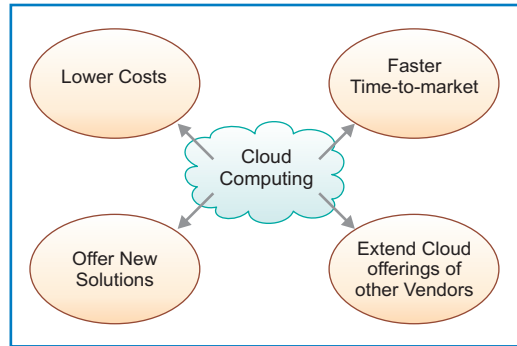 Lower Costs
Faster
Time-to-market
Cloud
Computing
Offer New
Solutions
Extend Cloud
offerings of
other Vendors